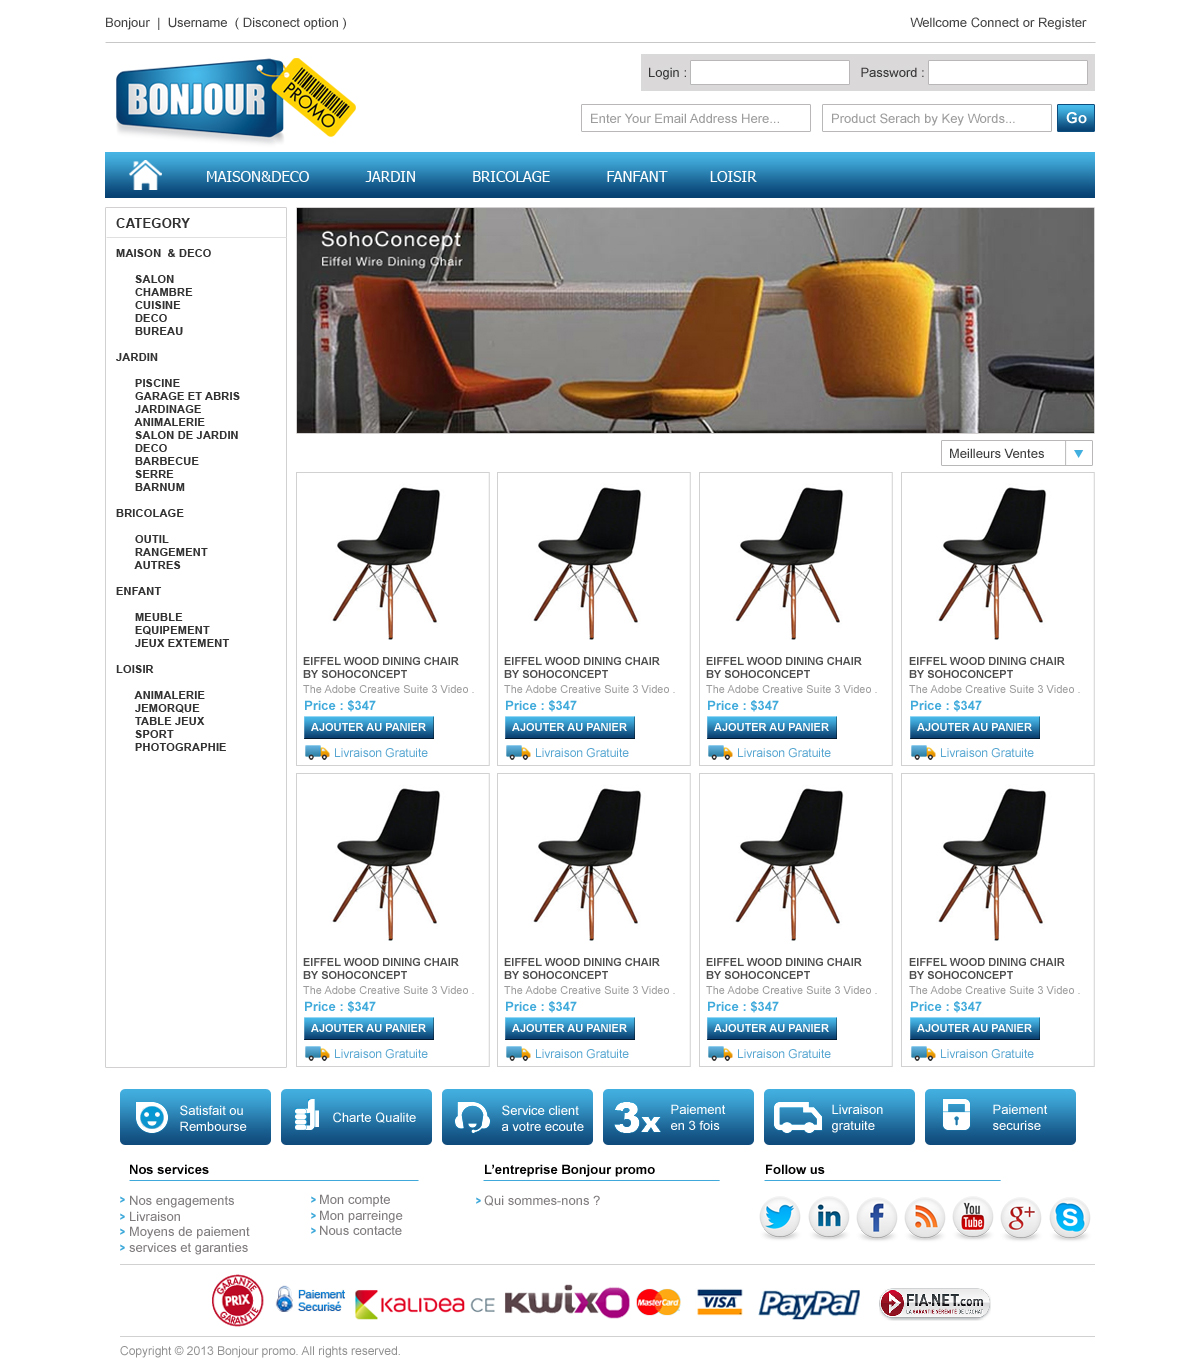 Bonjour | Username ( Disconect option )
Wellcome Connect or Register
BONJOUR
PROMO
Login :
Password :
Enter Your Email Address Here...
Product Serach by Key Words...
Go
MAISON&DECO JARDIN BRICOLAGE FANFANT LOISIR
CATEGORY
MAISON & DECO
SALON
CHAMBRE
CUISINE
DECO
BUREAU
JARDIN
PISCINE
GARAGE ET ABRIS
JARDINAGE
ANIMALERIE
SALON DE JARDIN
DECO
BARBECUE
SERRE
BARNUM
BRICOLAGE
OUTIL
RANGEMENT
AUTRES
ENFANT
MEUBLE
EQUIPEMENT
JEUX EXTEMENT
LOISIR
ANIMALERIE
JEMORQUE
TABLE JEUX
SPORT
PHOTOGRAPHIE
SohoConcept
Eiffel Wire Dining Chair
Meilleurs Ventes
EIFFEL WOOD DINING CHAIR
BY SOHOCONCEPT
The Adobe Creative Suite 3 Video .
Price : $347
AJOUTER AU PANIER
Livraison Gratuite
EIFFEL WOOD DINING CHAIR
BY SOHOCONCEPT
The Adobe Creative Suite 3 Video .
Price : $347
AJOUTER AU PANIER
Livraison Gratuite
EIFFEL WOOD DINING CHAIR
BY SOHOCONCEPT
The Adobe Creative Suite 3 Video .
Price : $347
AJOUTER AU PANIER
Livraison Gratuite
EIFFEL WOOD DINING CHAIR
BY SOHOCONCEPT
The Adobe Creative Suite 3 Video .
Price : $347
AJOUTER AU PANIER
Livraison Gratuite
EIFFEL WOOD DINING CHAIR
BY SOHOCONCEPT
The Adobe Creative Suite 3 Video .
Price : $347
AJOUTER AU PANIER
Livraison Gratuite
EIFFEL WOOD DINING CHAIR
BY SOHOCONCEPT
The Adobe Creative Suite 3 Video .
Price : $347
AJOUTER AU PANIER
Livraison Gratuite
EIFFEL WOOD DINING CHAIR
BY SOHOCONCEPT
The Adobe Creative Suite 3 Video .
Price : $347
AJOUTER AU PANIER
Livraison Gratuite
EIFFEL WOOD DINING CHAIR
BY SOHOCONCEPT
The Adobe Creative Suite 3 Video .
Price : $347
AJOUTER AU PANIER
Livraison Gratuite
Satisfait ou
Rembourse
Charte Qualite
Service client
a votre ecoute
3x
Paiement
en 3 fois
Livraison
gratuite
Paiement
securise
Nos services
Nos engagements
Livraison
Moyens de paiement
services et garanties
Mon compte
Mon parreinge
Nous contacte
L'entreprise Bonjour promo
Qui sommes-nous ?
Follow us
in
f
You
Tube
g+
S
GARANTIE
PRIX
GARANTIE
Paiement
Securisé
KALIDEA CE
KWIXO
MasterCard
VISA
PayPal
FIA-NET.com
Copyright © 2013 Bonjour promo. All rights reserved.